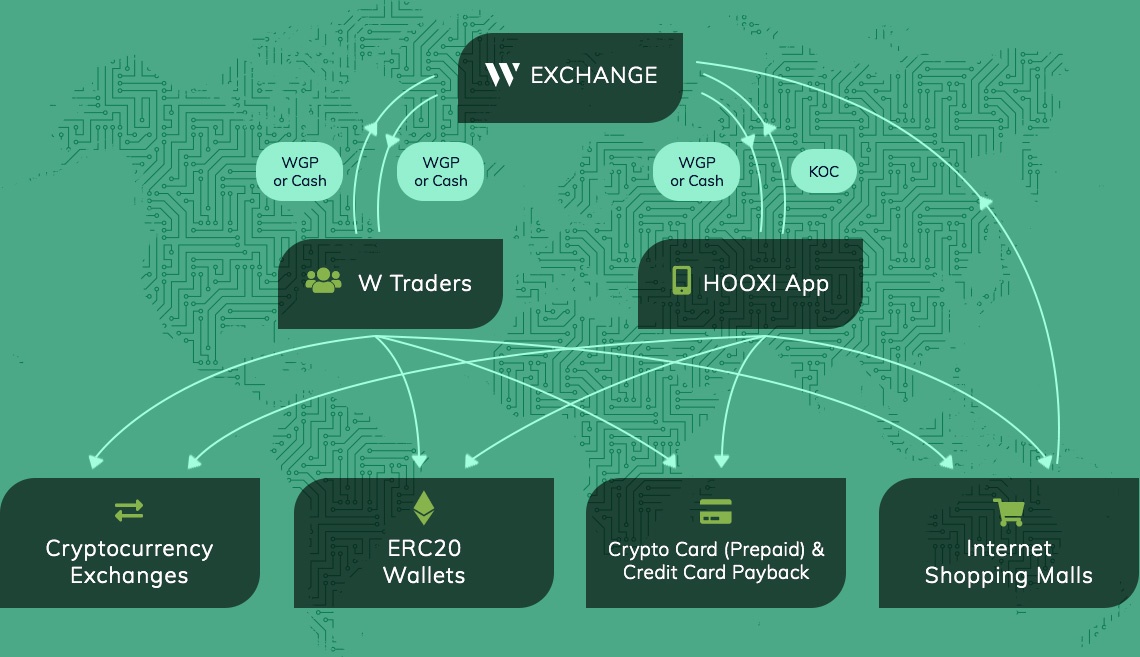 W EXCHANGE
WGP
or Cash
WGP
or Cash
WGP
or Cash
KOC
W Traders
HOOXI App
Cryptocurrency
Exchanges
ERC20
Wallets
Crypto Card (Prepaid) &
Credit Card Payback
Internet
Shopping Malls